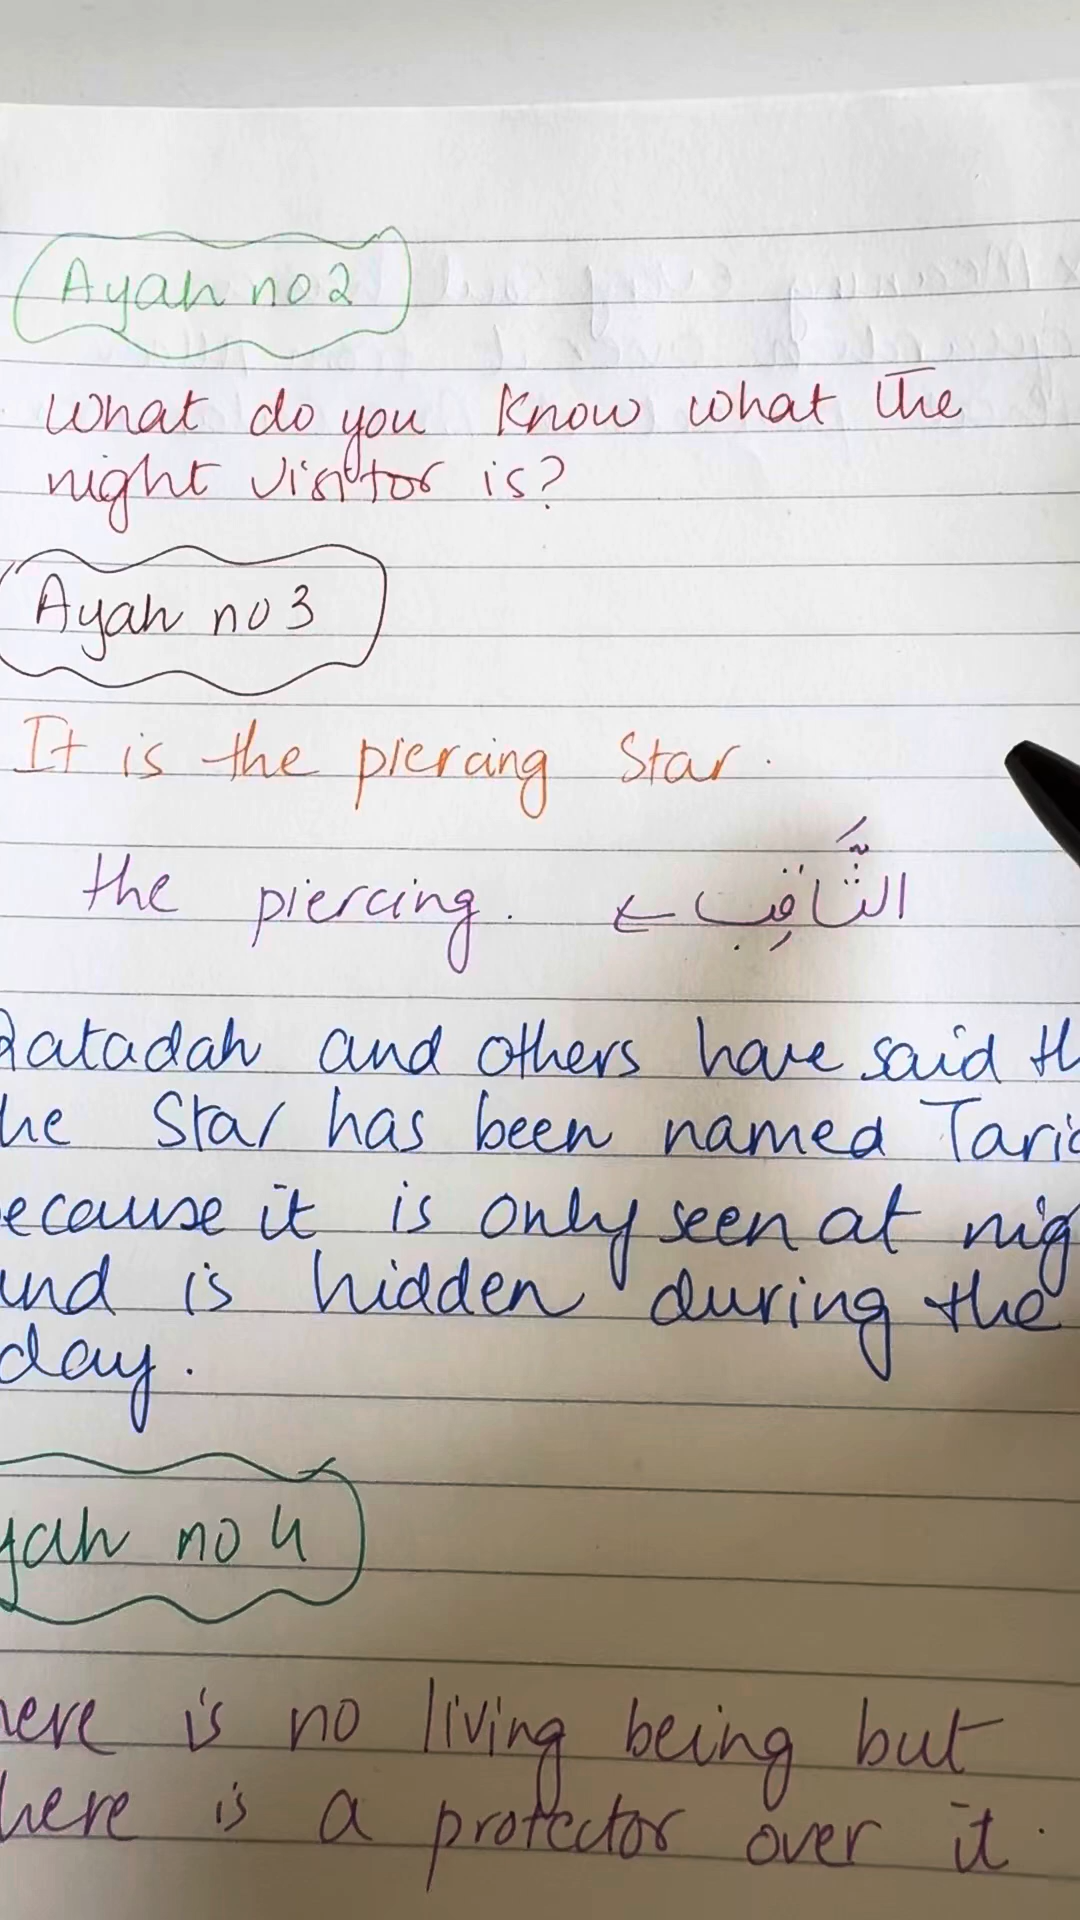 Ayah no 2
What do you know what the
night visitor is?
Ayah no 3
It is the piercing Star.
the piercing. ← الثَّاقِب
Qatadah and others have said th
he Star has been named Tariq
ecause it is only seen at nig
and is hidden during the
day.
yah no 4
here is no living being but
here is a protector over it.